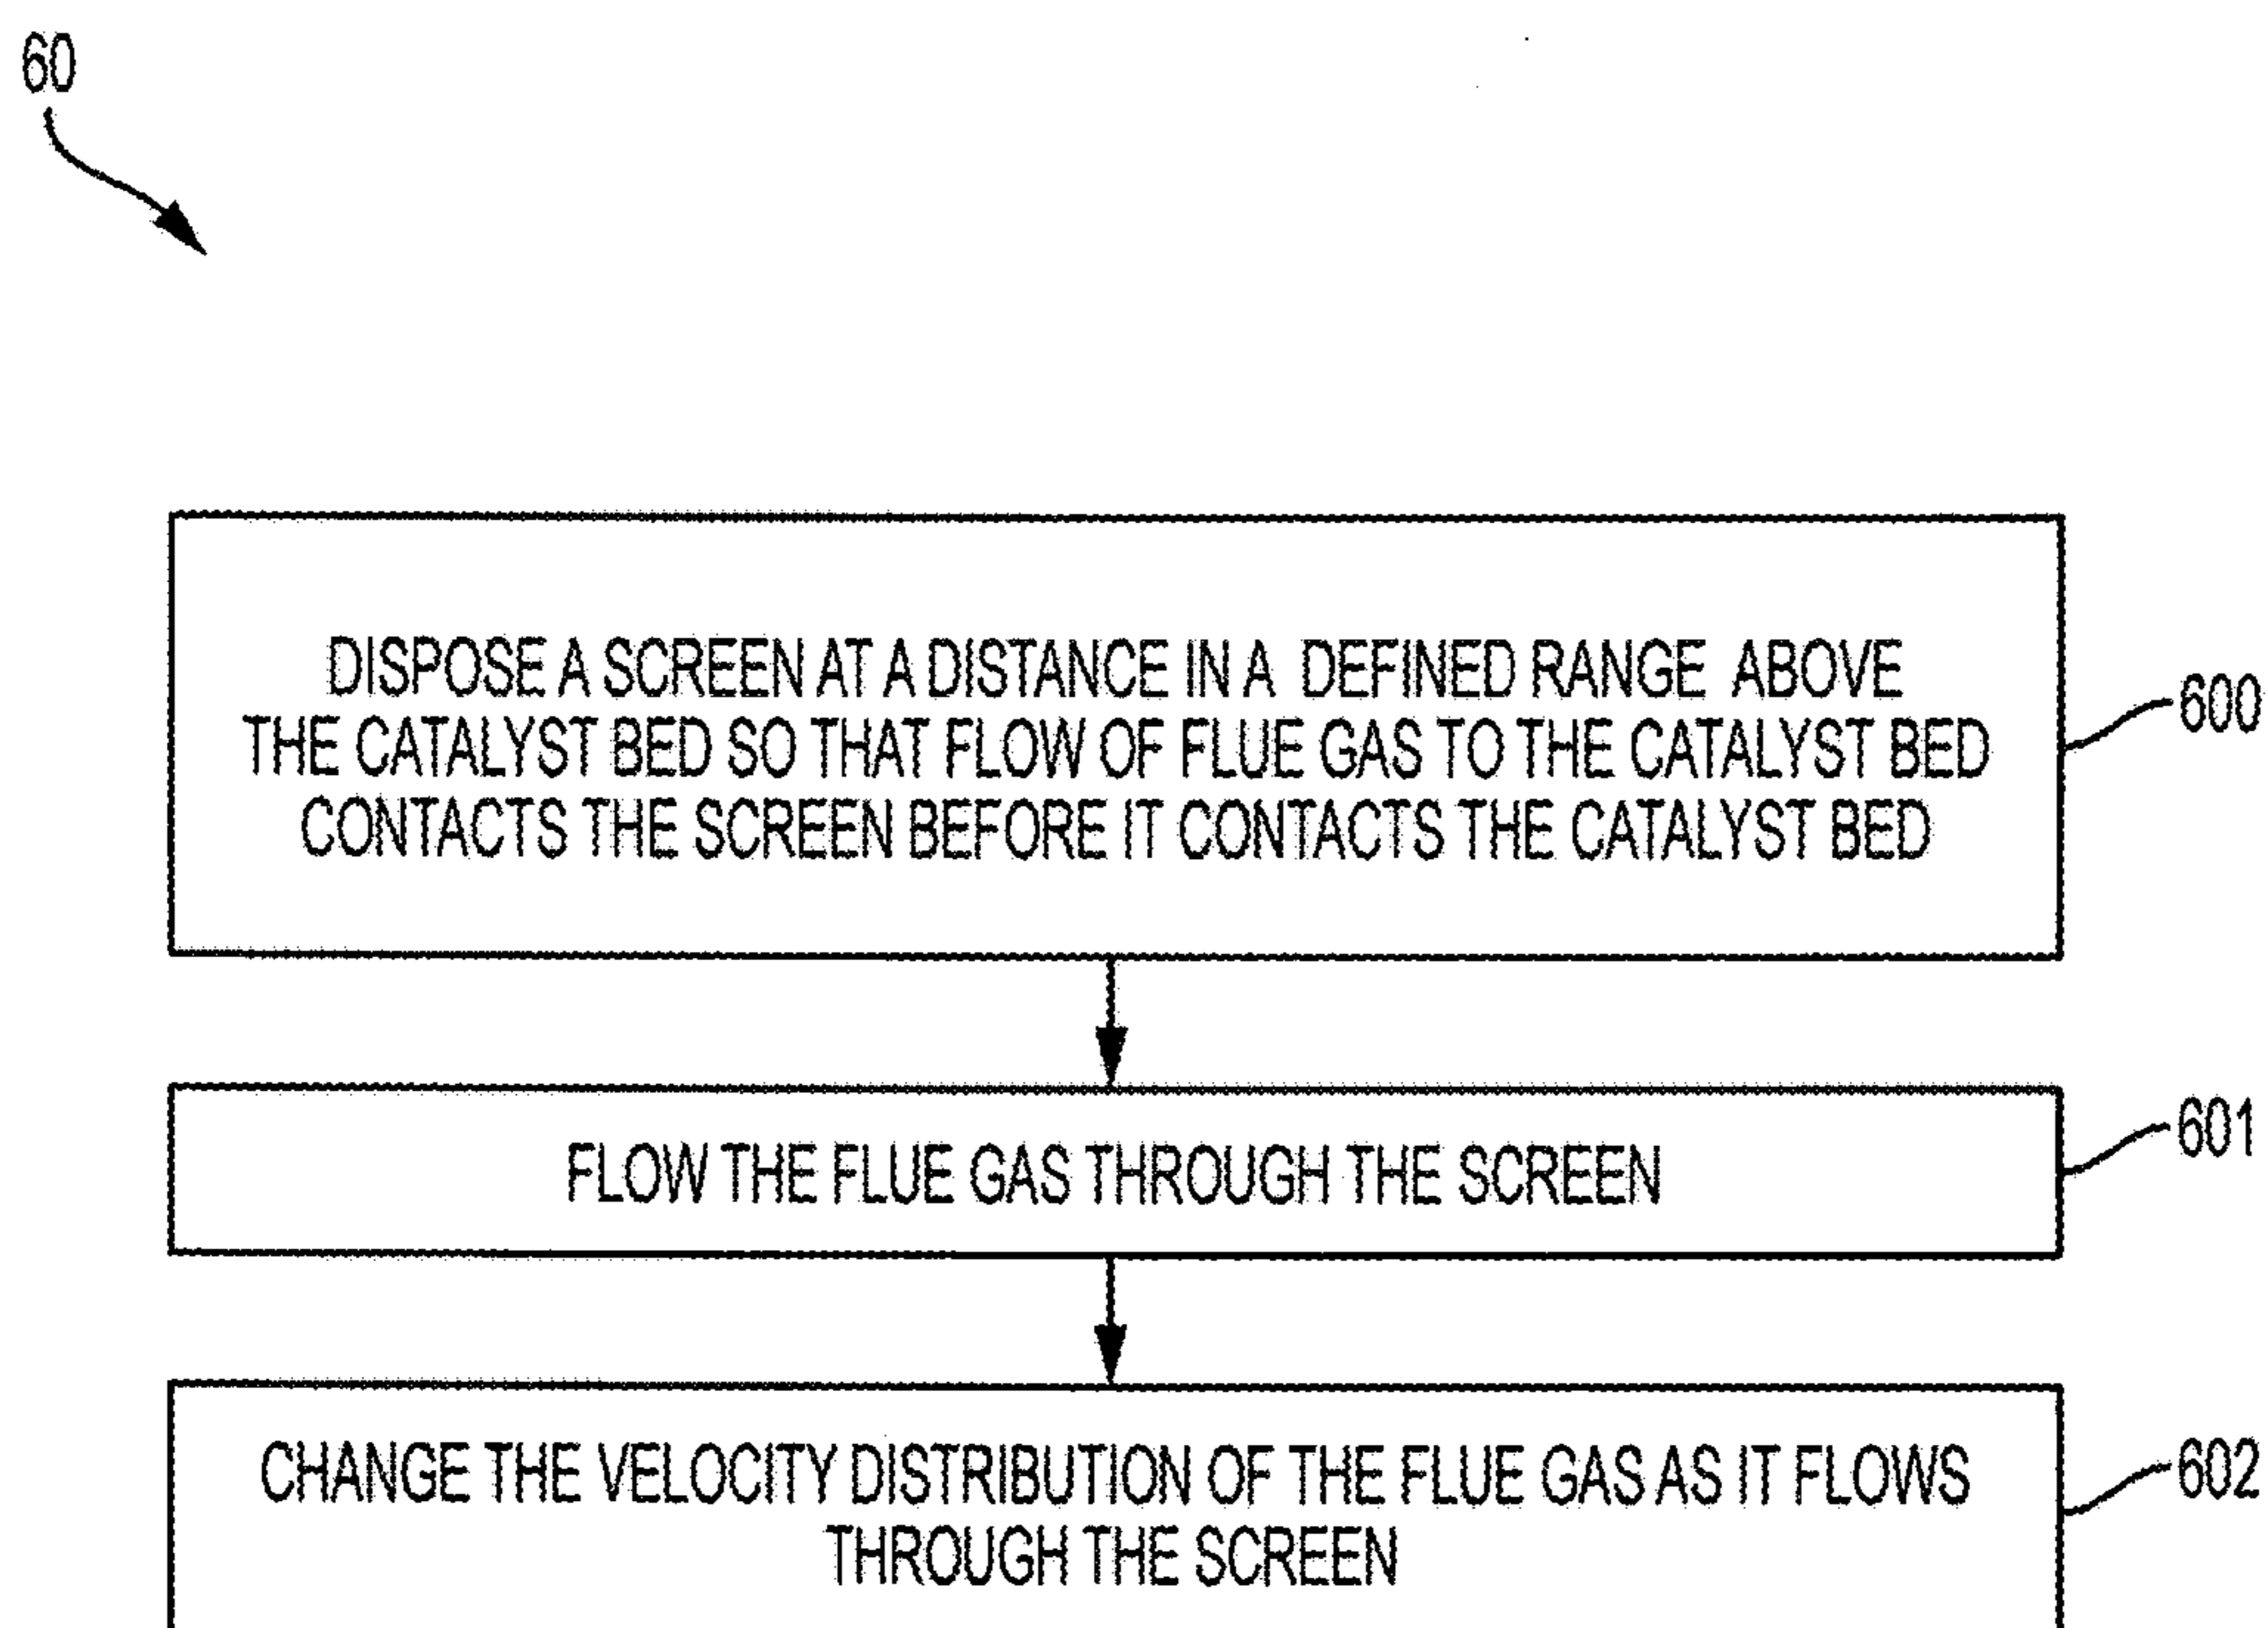 60
DISPOSE A SCREEN AT A DISTANCE IN A DEFINED RANGE ABOVE
THE CATALYST BED SO THAT FLOW OF FLUE GAS TO THE CATALYST BED
CONTACTS THE SCREEN BEFORE IT CONTACTS THE CATALYST BED
600
FLOW THE FLUE GAS THROUGH THE SCREEN
601
CHANGE THE VELOCITY DISTRIBUTION OF THE FLUE GAS AS IT FLOWS
THROUGH THE SCREEN
602